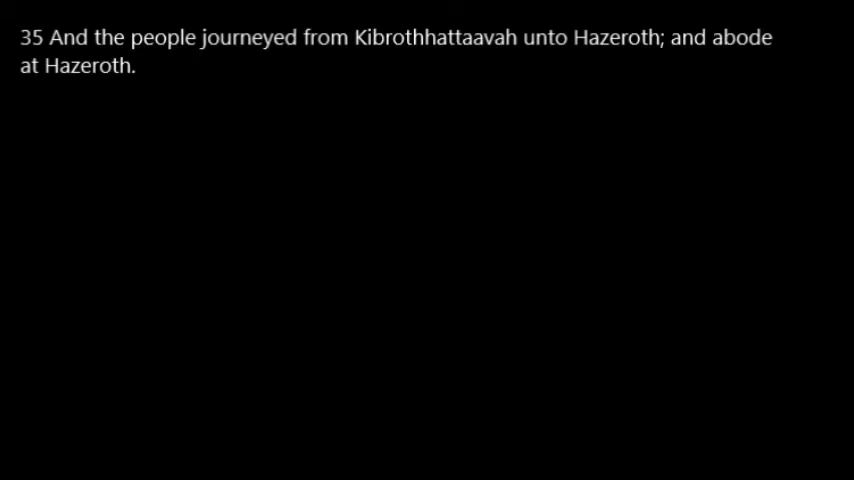 35 And the people journeyed from Kibrothhattaavah unto Hazeroth; and abode
at Hazeroth.